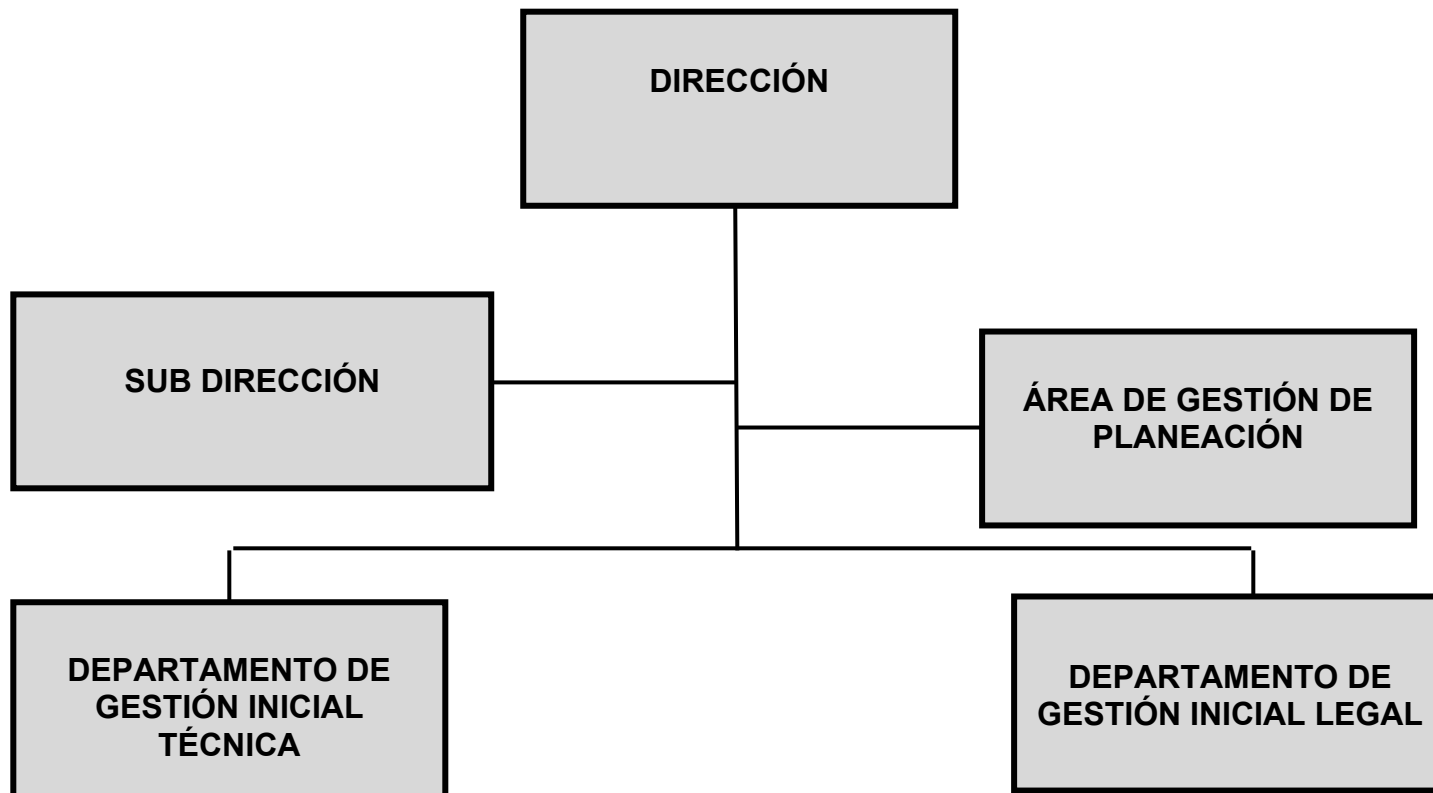 DIRECCIÓN
SUB DIRECCIÓN
ÁREA DE GESTIÓN DE
PLANEACIÓN
DEPARTAMENTO DE
GESTIÓN INICIAL
TÉCNICA
DEPARTAMENTO DE
GESTIÓN INICIAL LEGAL